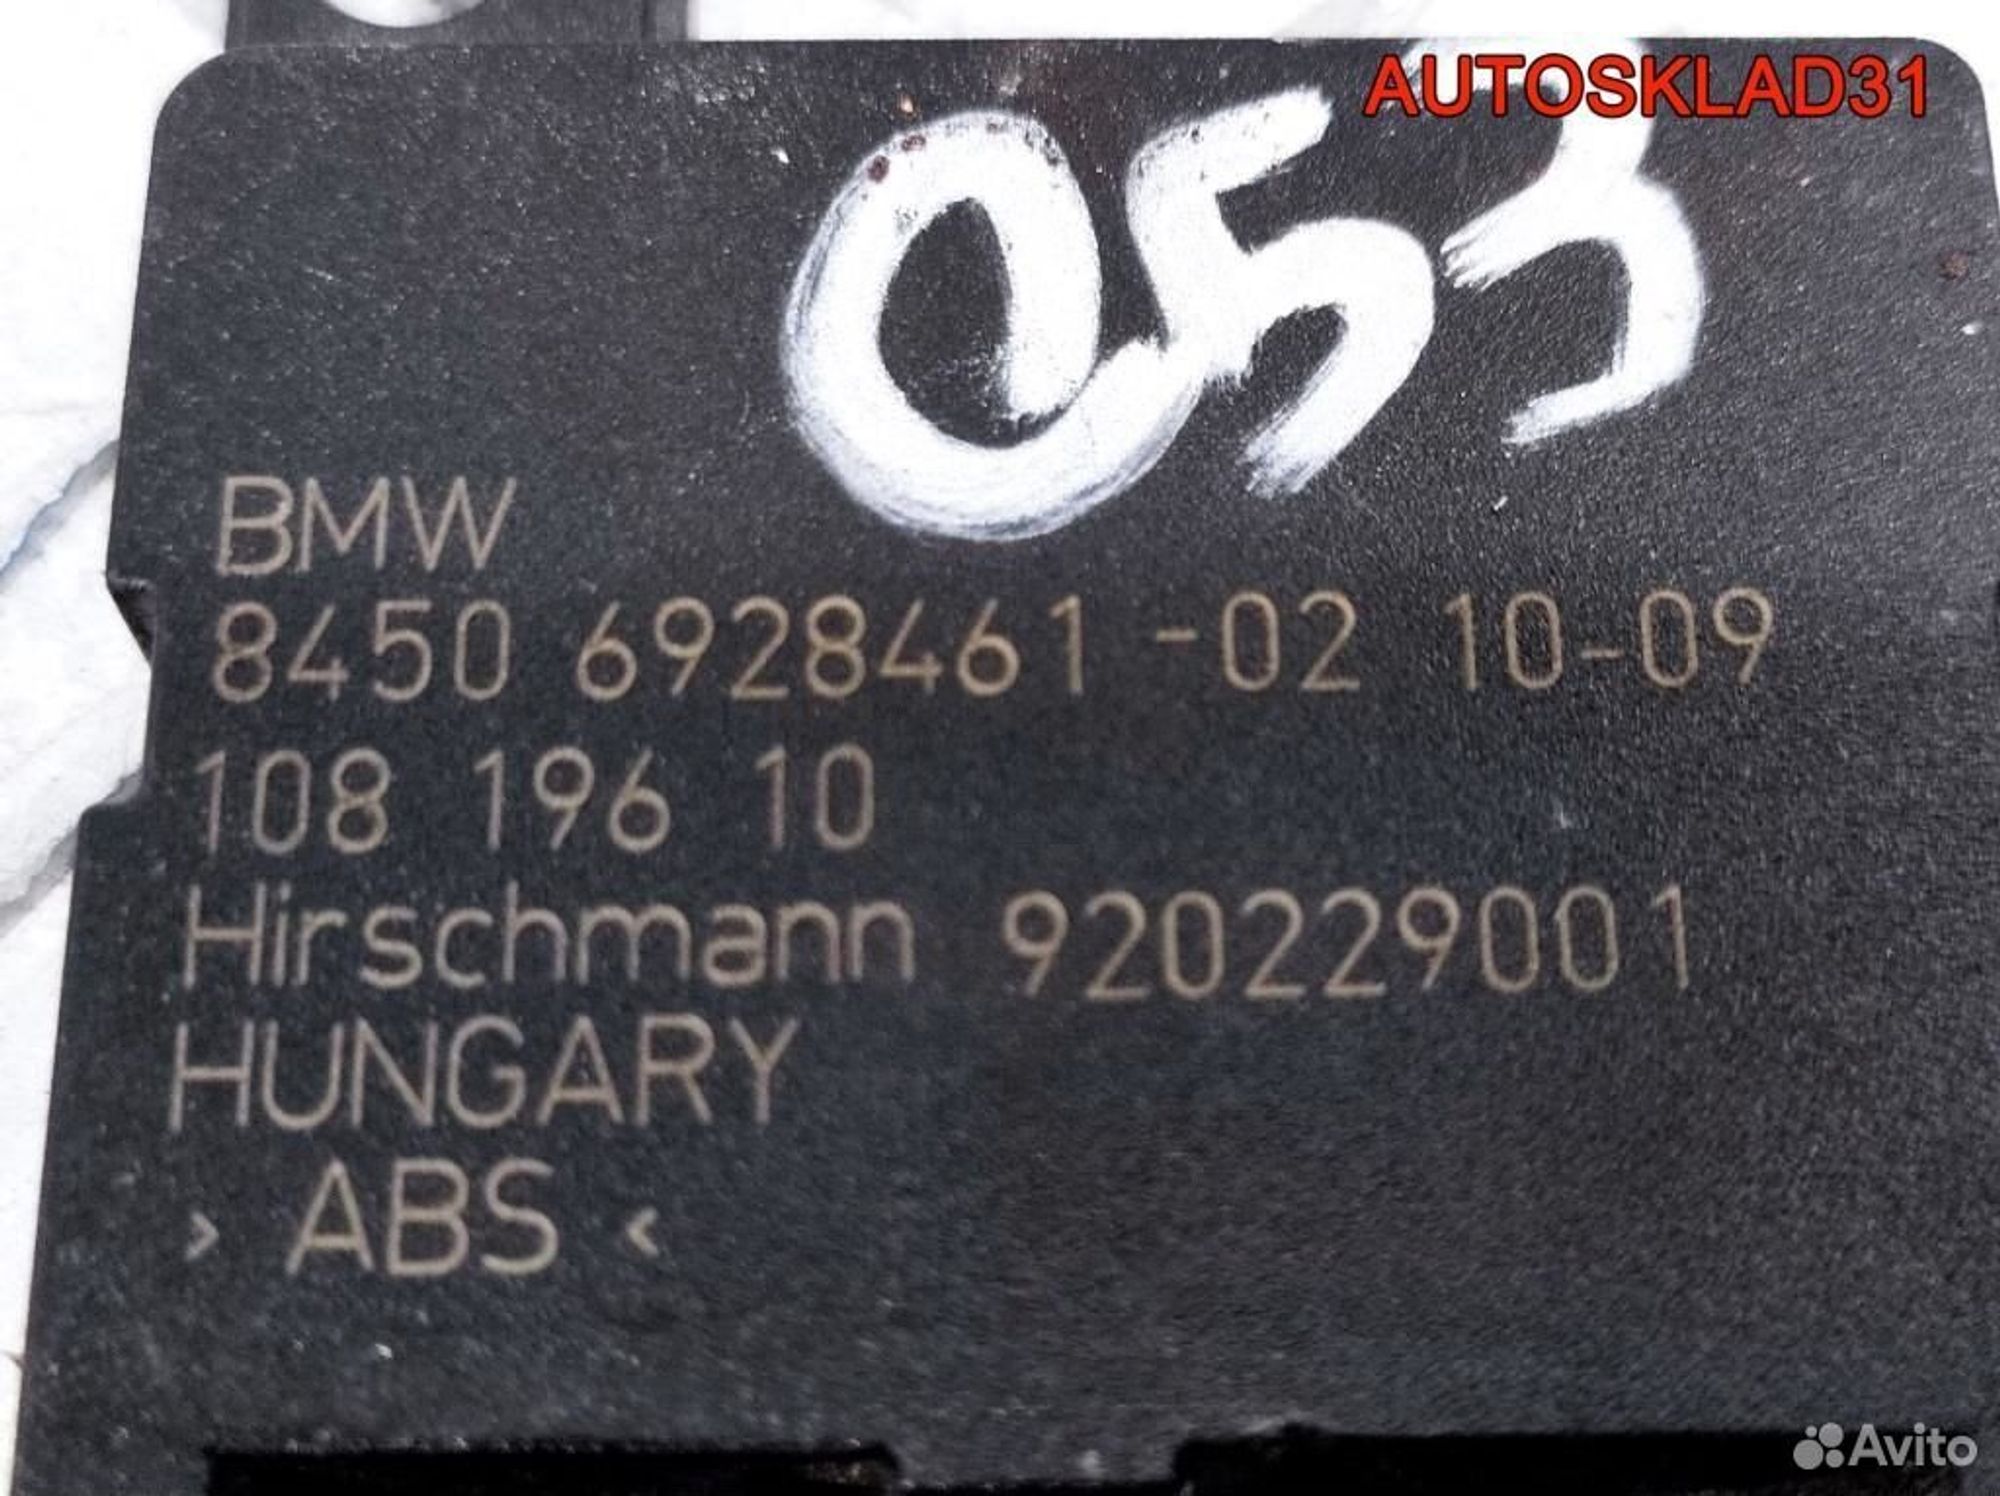 AUTOSKLAD31
053
BMW
8450 6928461-02 10-09
108 196 10
Hirschmann 920229001
HUNGARY
> ABS <
Avito